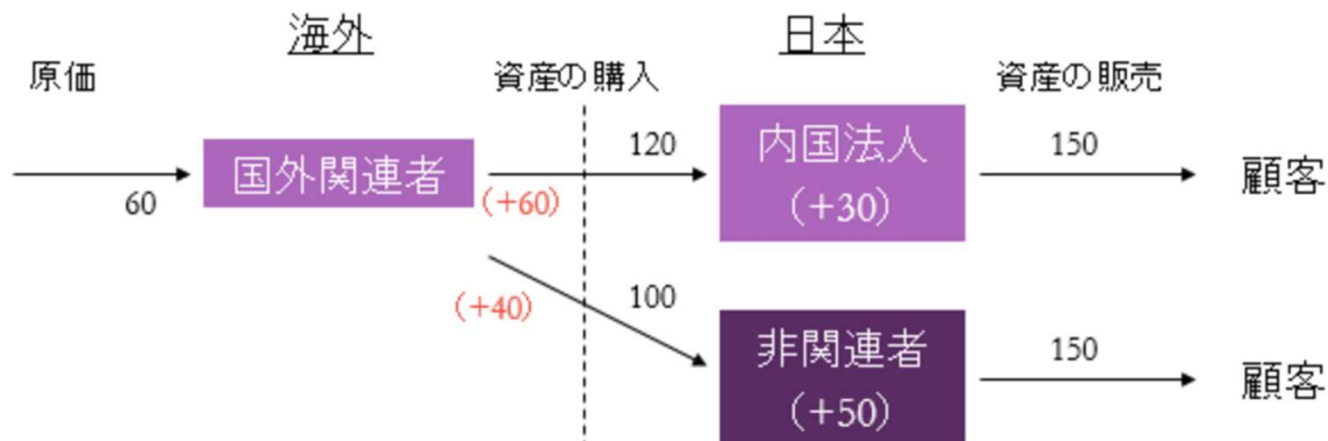 海外
日本
原価
資産の購入
資産の販売
60
国外関連者
(+60)
120
内国法人
(+30)
150
顧客
(+40)
100
非関連者
(+50)
150
顧客